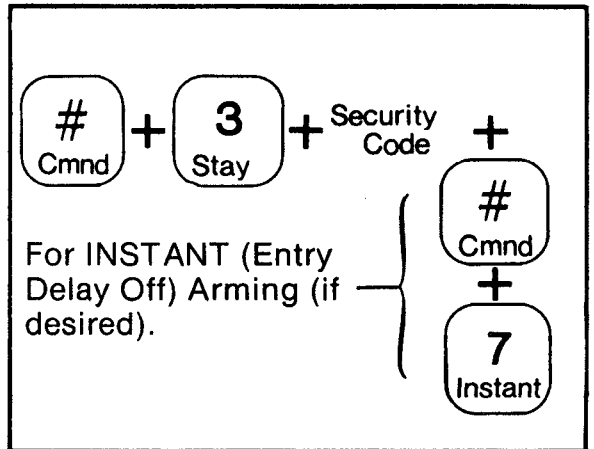 # + 3 + Security Code +
Cmnd Stay
#
Cmnd
+
7
Instant
For INSTANT (Entry
Delay Off) Arming (if
desired).